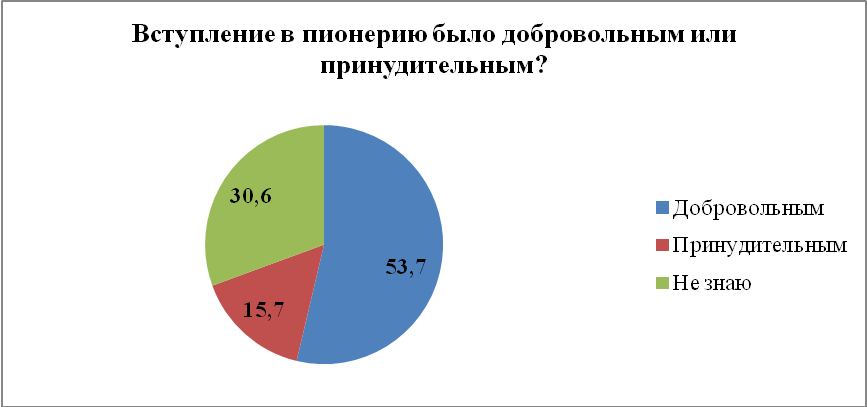 Вступление в пионерию было добровольным или
принудительным?
30,6
53,7
15,7
Добровольным
Принудительным
Не знаю